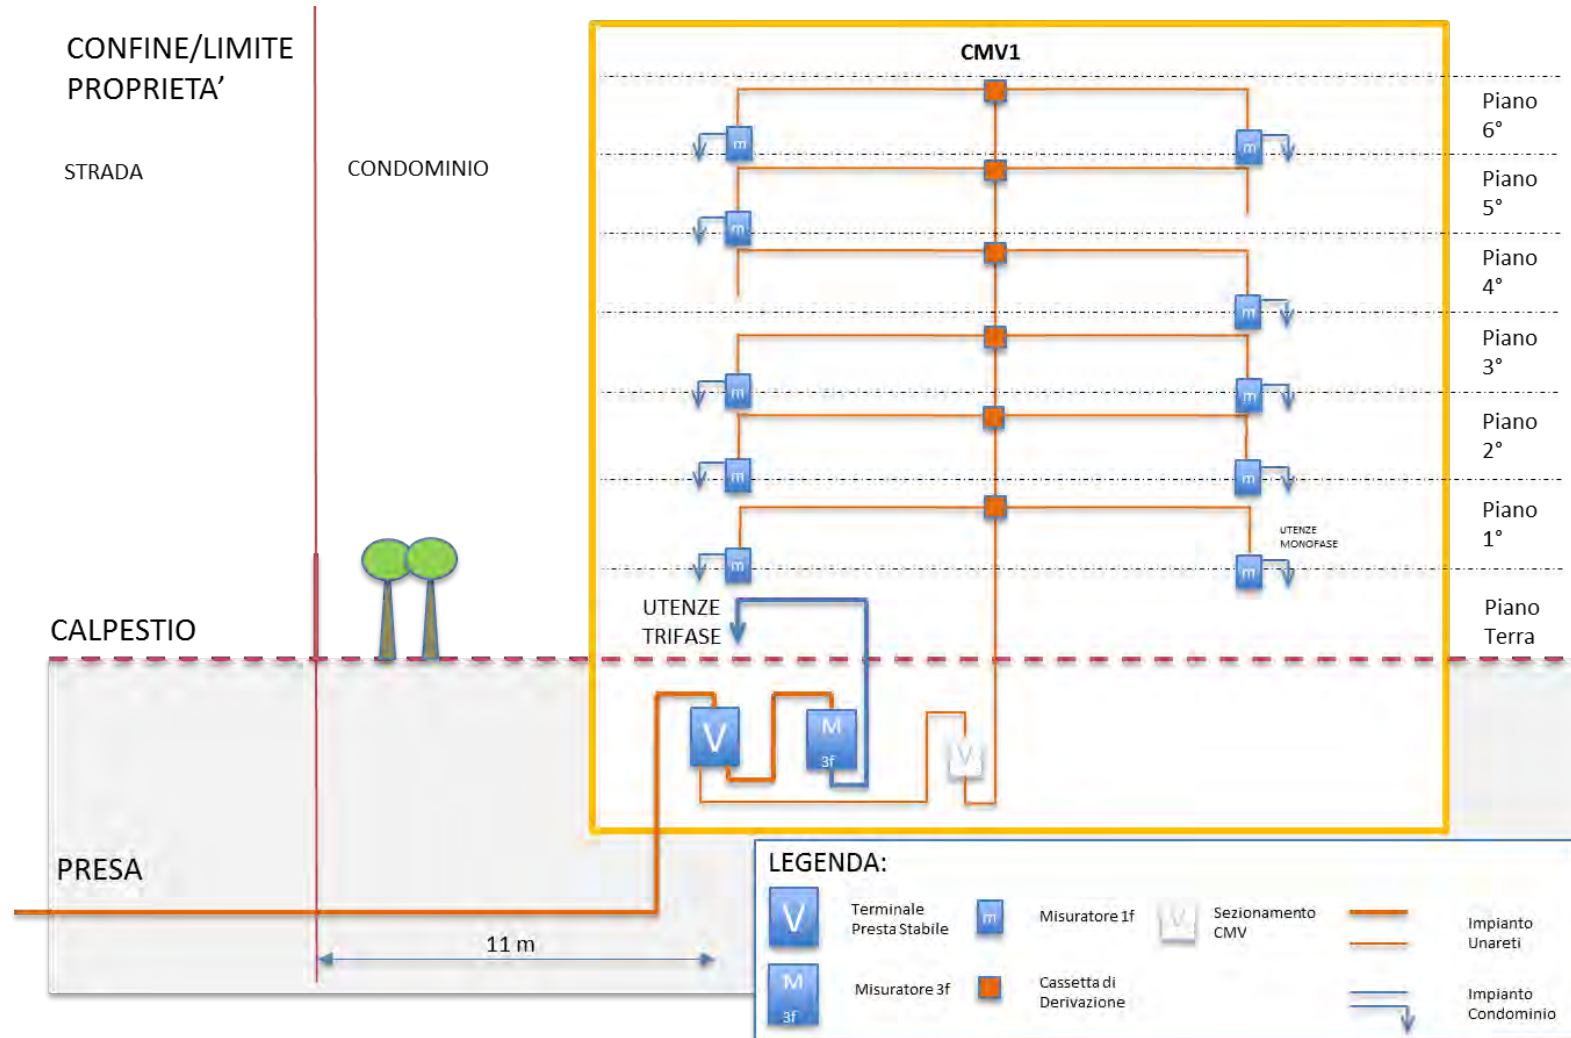 CONFINE/LIMITE
PROPRIETA’
STRADA
CONDOMINIO
CMV1
Piano
6°
m
m
Piano
5°
m
Piano
4°
m
Piano
3°
m
m
Piano
2°
m
m
Piano
1°
UTENZE
MONOFASE
m
m
UTENZE
TRIFASE
Piano
Terra
CALPESTIO
V
M
3f
V
PRESA
11 m
LEGENDA:
V
Terminale
Presta Stabile
m
Misuratore 1f
V
Sezionamento
CMV
Impianto
Unareti
M
3f
Misuratore 3f
Cassetta di
Derivazione
Impianto
Condominio